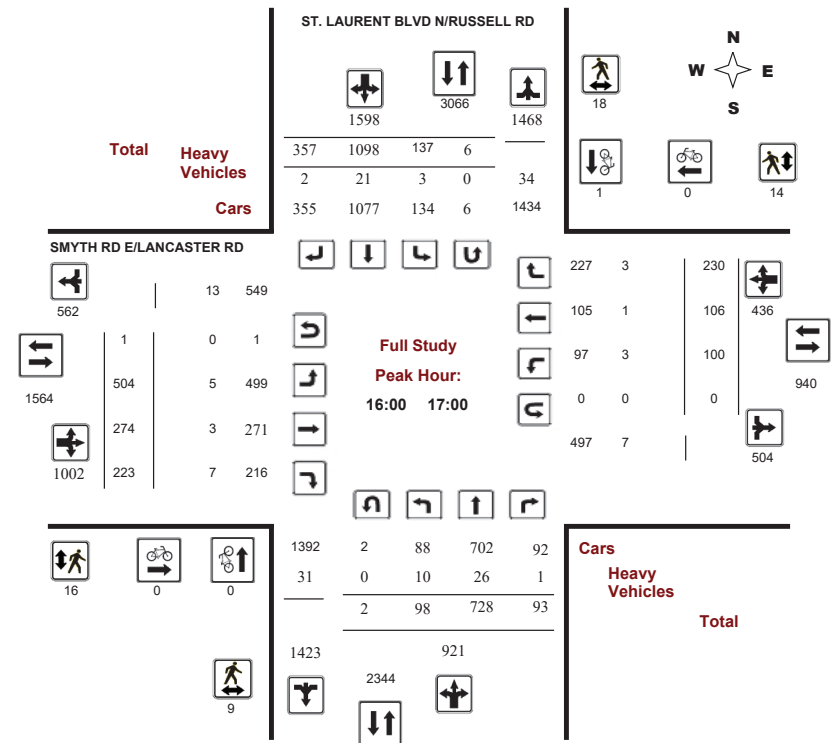 ST. LAURENT BLVD N/RUSSELL RD
N
W E
S
3066
18
1598 1468
Total Heavy
Vehicles
Cars
357 1098 137 6
2 21 3 0 34
355 1077 134 6 1434
1 0 14
SMYTH RD E/LANCASTER RD
562
13 549
227 3 230
436
1564
1 0 1
105 1 106
940
504 5 499
Full Study
Peak Hour:
16:00 17:00
97 3 100
274 3 271
0 0 0
1002
223 7 216
497 7
504
16 0 0
9
1392 2 88 702 92
31 0 10 26 1
2 98 728 93
1423 921
2344
Cars
Heavy
Vehicles
Total